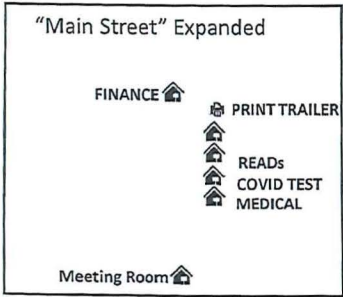 "Main Street" Expanded
FINANCE
PRINT TRAILER
READs
COVID TEST
MEDICAL
Meeting Room